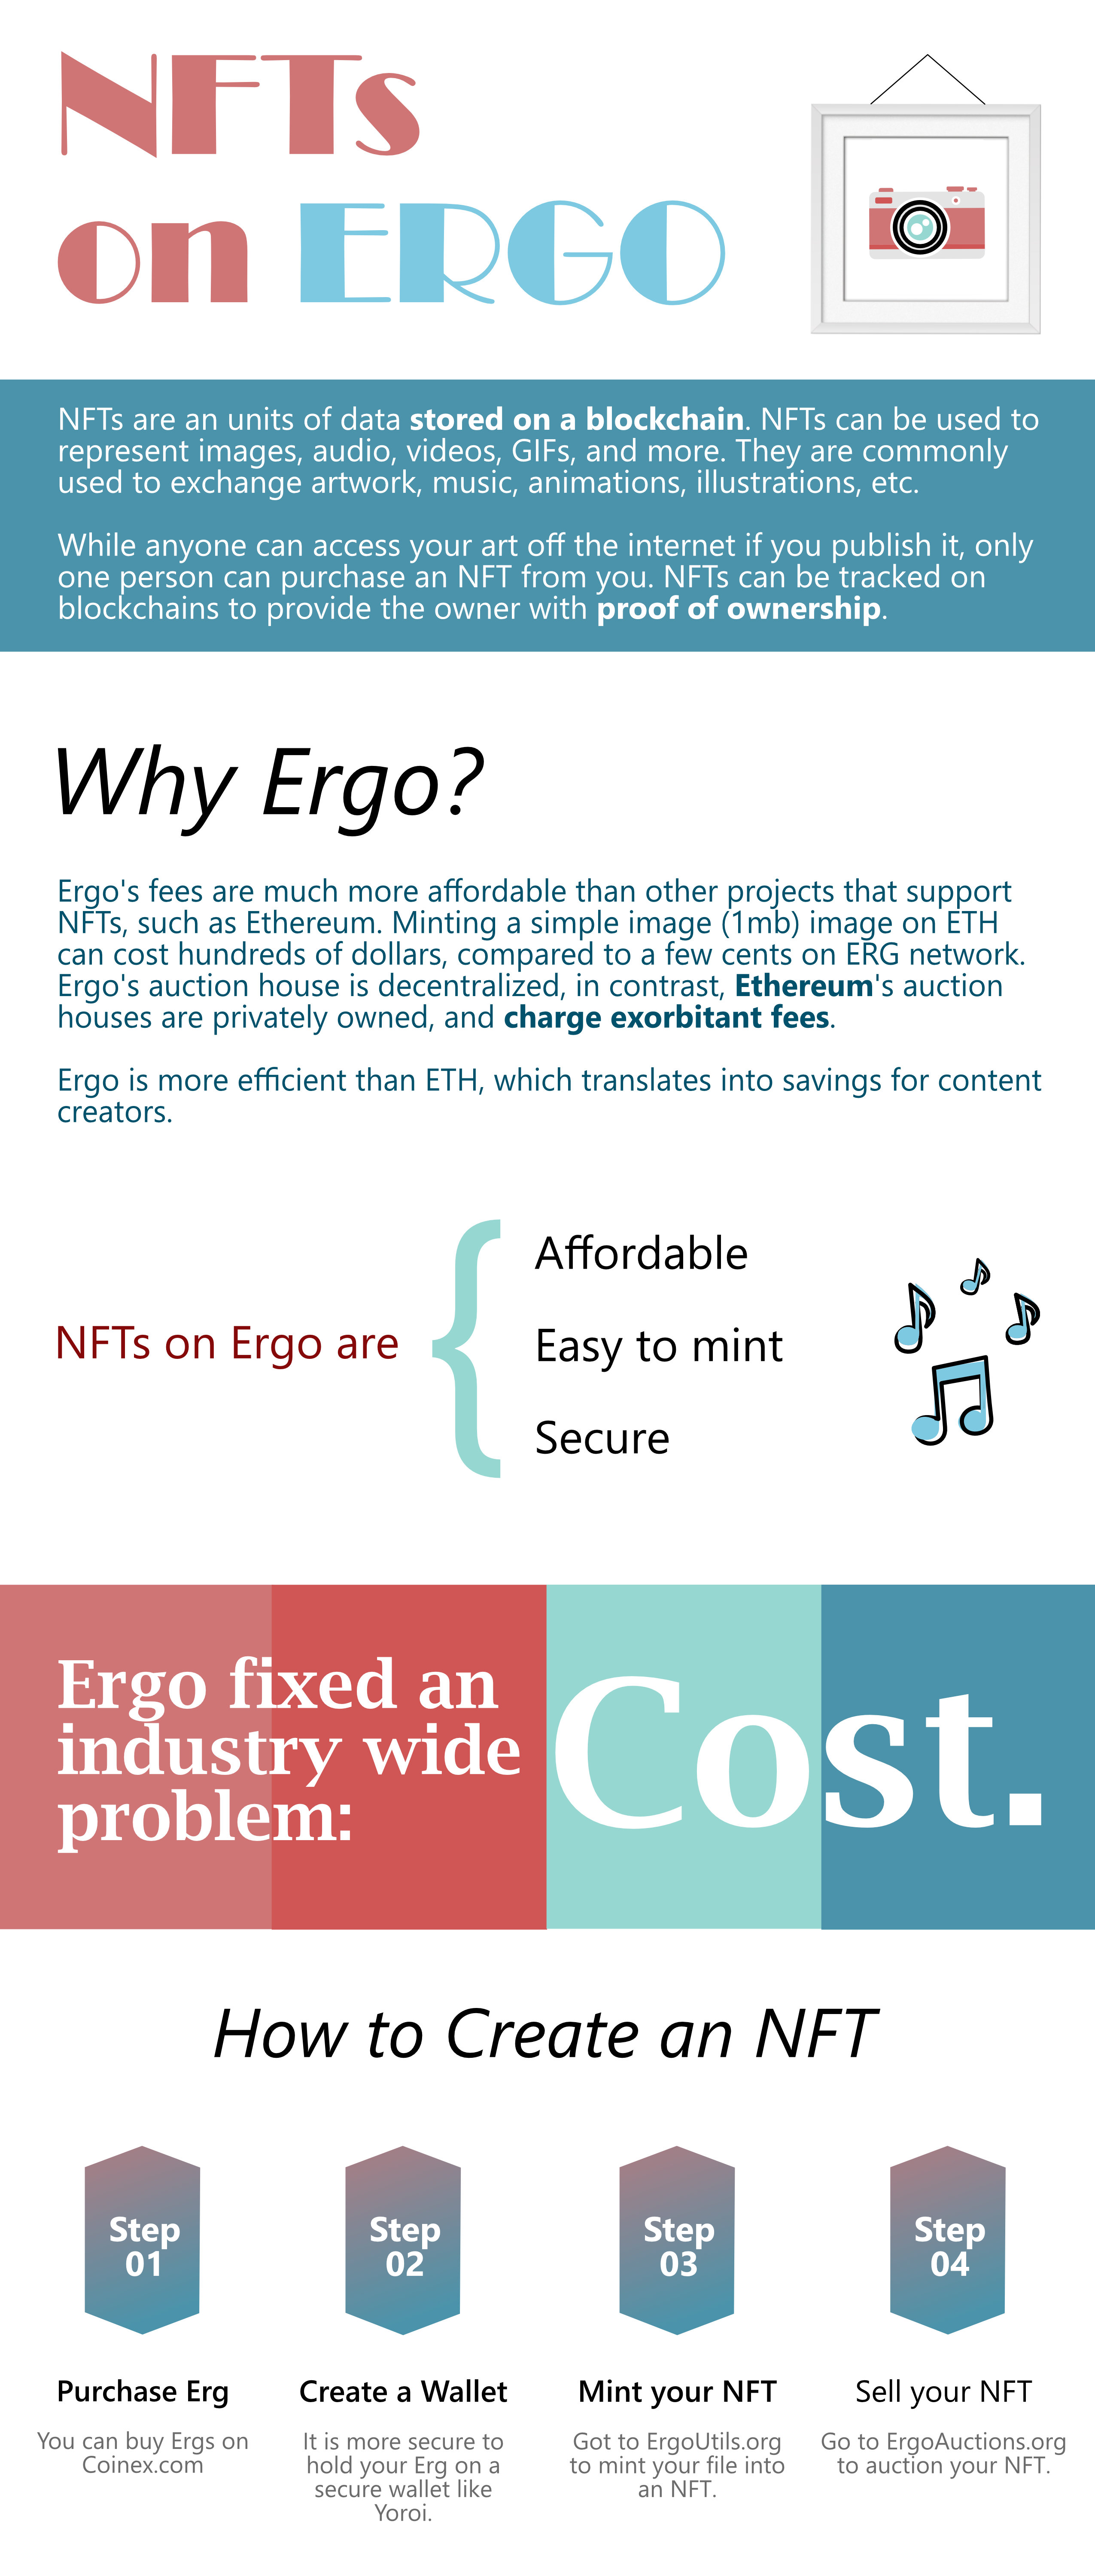 NFTs
on ERGO
NFTs are an units of data stored on a blockchain. NFTs can be used to
represent images, audio, videos, GIFs, and more. They are commonly
used to exchange artwork, music, animations, illustrations, etc.
While anyone can access your art off the internet if you publish it, only
one person can purchase an NFT from you. NFTs can be tracked on
blockchains to provide the owner with proof of ownership.
Why Ergo?
Ergo's fees are much more affordable than other projects that support
NFTs, such as Ethereum. Minting a simple image (1mb) image on ETH
can cost hundreds of dollars, compared to a few cents on ERG network.
Ergo's auction house is decentralized, in contrast, Ethereum's auction
houses are privately owned, and charge exorbitant fees.
Ergo is more efficient than ETH, which translates into savings for content
creators.
NFTs on Ergo are {
Affordable
Easy to mint
Secure
Ergo fixed an
industry wide
problem:
Cost.
How to Create an NFT
Step
01
Purchase Erg
You can buy Ergs on
Coinex.com
Step
02
Create a Wallet
It is more secure to
hold your Erg on a
secure wallet like
Yoroi.
Step
03
Mint your NFT
Got to ErgoUtils.org
to mint your file into
an NFT.
Step
04
Sell your NFT
Go to ErgoAuctions.org
to auction your NFT.